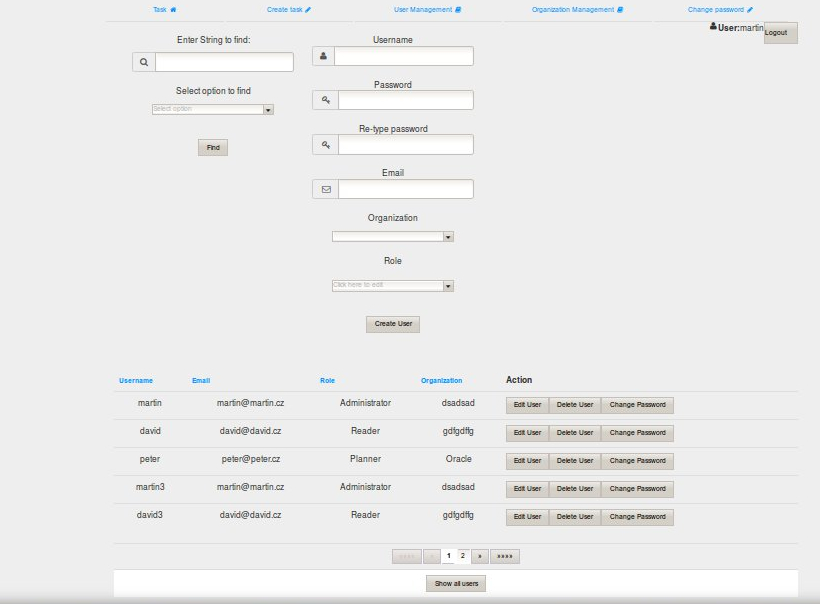 Task Create task User Management Organization Management Change password
User:martin Logout
Enter String to find:
Select option to find
Select option
Find
Username
Password
Re-type password
Email
Organization
Role
Click here to edit
Create User
Username Email Role Organization Action
martin martin@martin.cz Administrator dsadsad Edit User Delete User Change Password
david david@david.cz Reader gdfgdffg Edit User Delete User Change Password
peter peter@peter.cz Planner Oracle Edit User Delete User Change Password
martin3 martin@martin.cz Administrator dsadsad Edit User Delete User Change Password
david3 david@david.cz Reader gdfgdffg Edit User Delete User Change Password
«««« « 1 2 » »»»»
Show all users